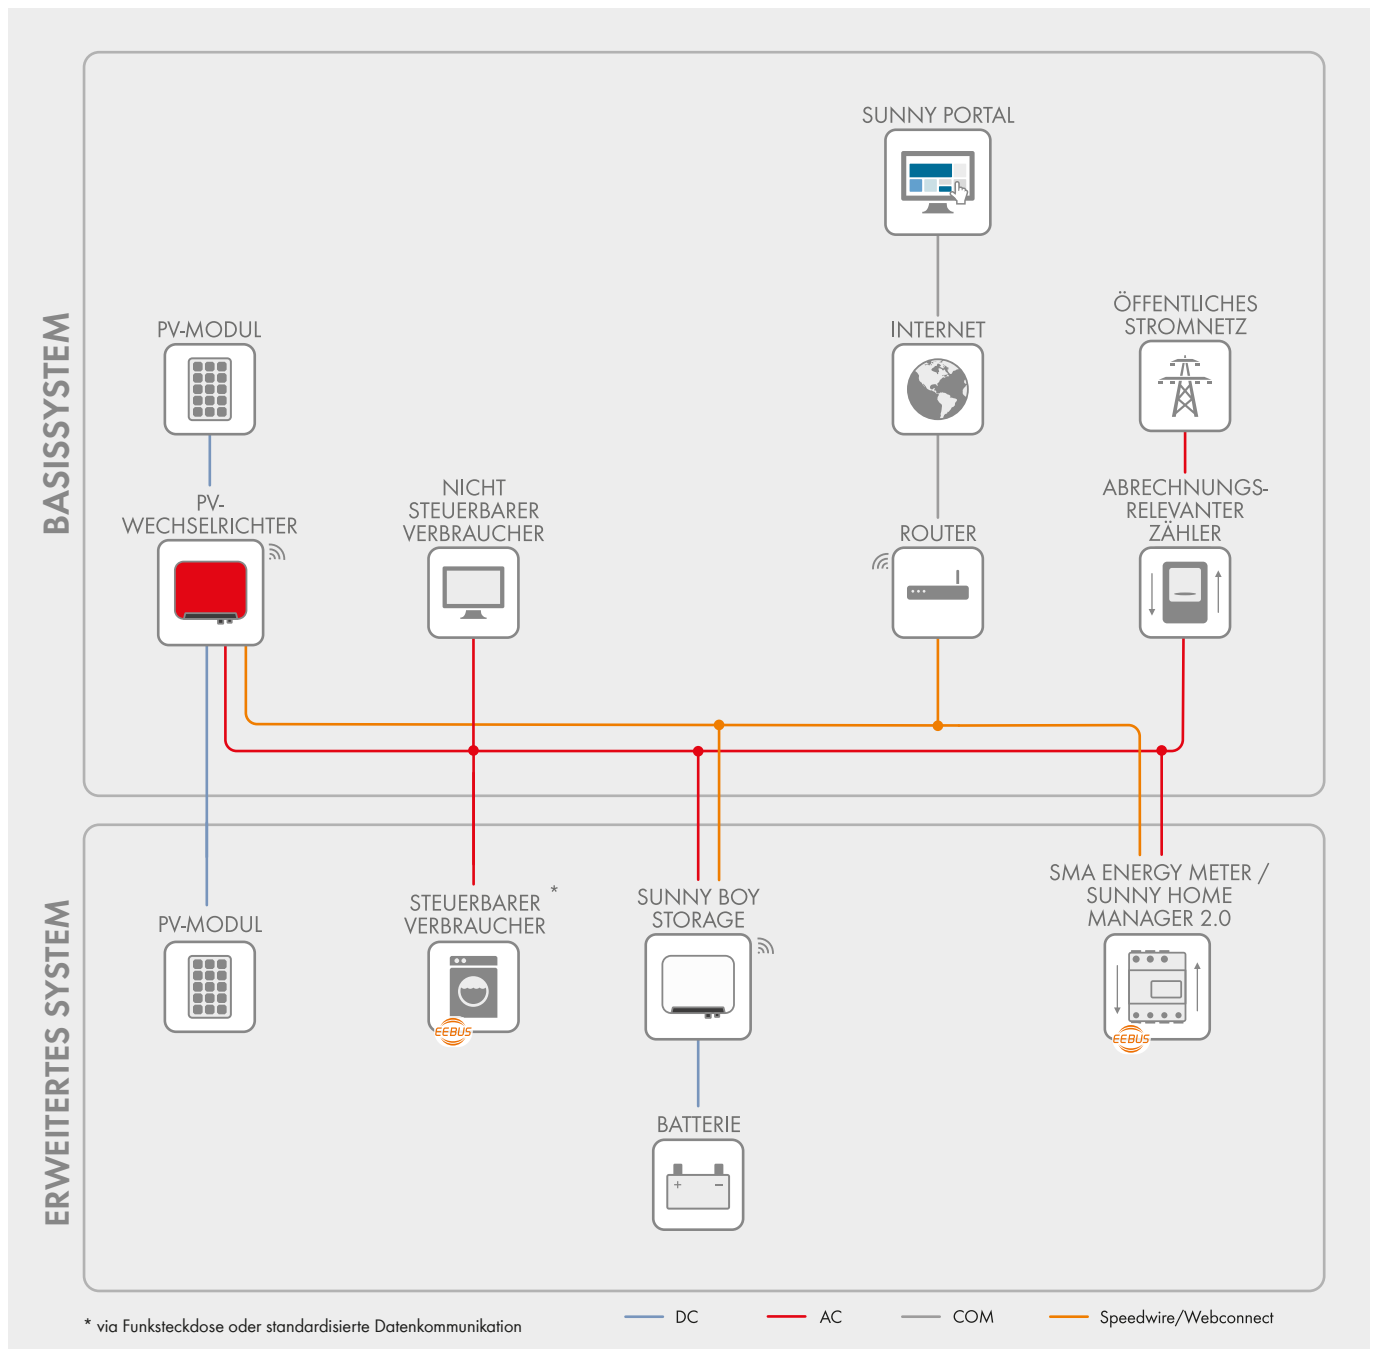 BASISSYSTEM
SUNNY PORTAL
INTERNET
ÖFFENTLICHES
STROMNETZ
PV-MODUL
PV-
WECHSELRICHTER
NICHT
STEUERBARER
VERBRAUCHER
ROUTER
ABRECHNUNGS-
RELEVANTER
ZÄHLER
ERWEITERTES SYSTEM
PV-MODUL
STEUERBARER *
VERBRAUCHER
EEBUS
SUNNY BOY
STORAGE
SMA ENERGY METER /
SUNNY HOME
MANAGER 2.0
EEBUS
BATTERIE
+ −
* via Funksteckdose oder standardisierte Datenkommunikation
DC
AC
COM
Speedwire/Webconnect